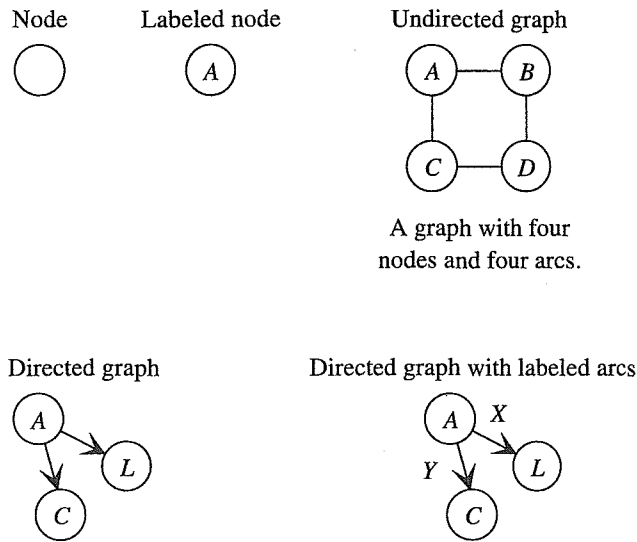 Node
Labeled node
Undirected graph
A
A
B
C
D
A graph with four
nodes and four arcs.
Directed graph
Directed graph with labeled arcs
A
L
C
A
X
Y
L
C